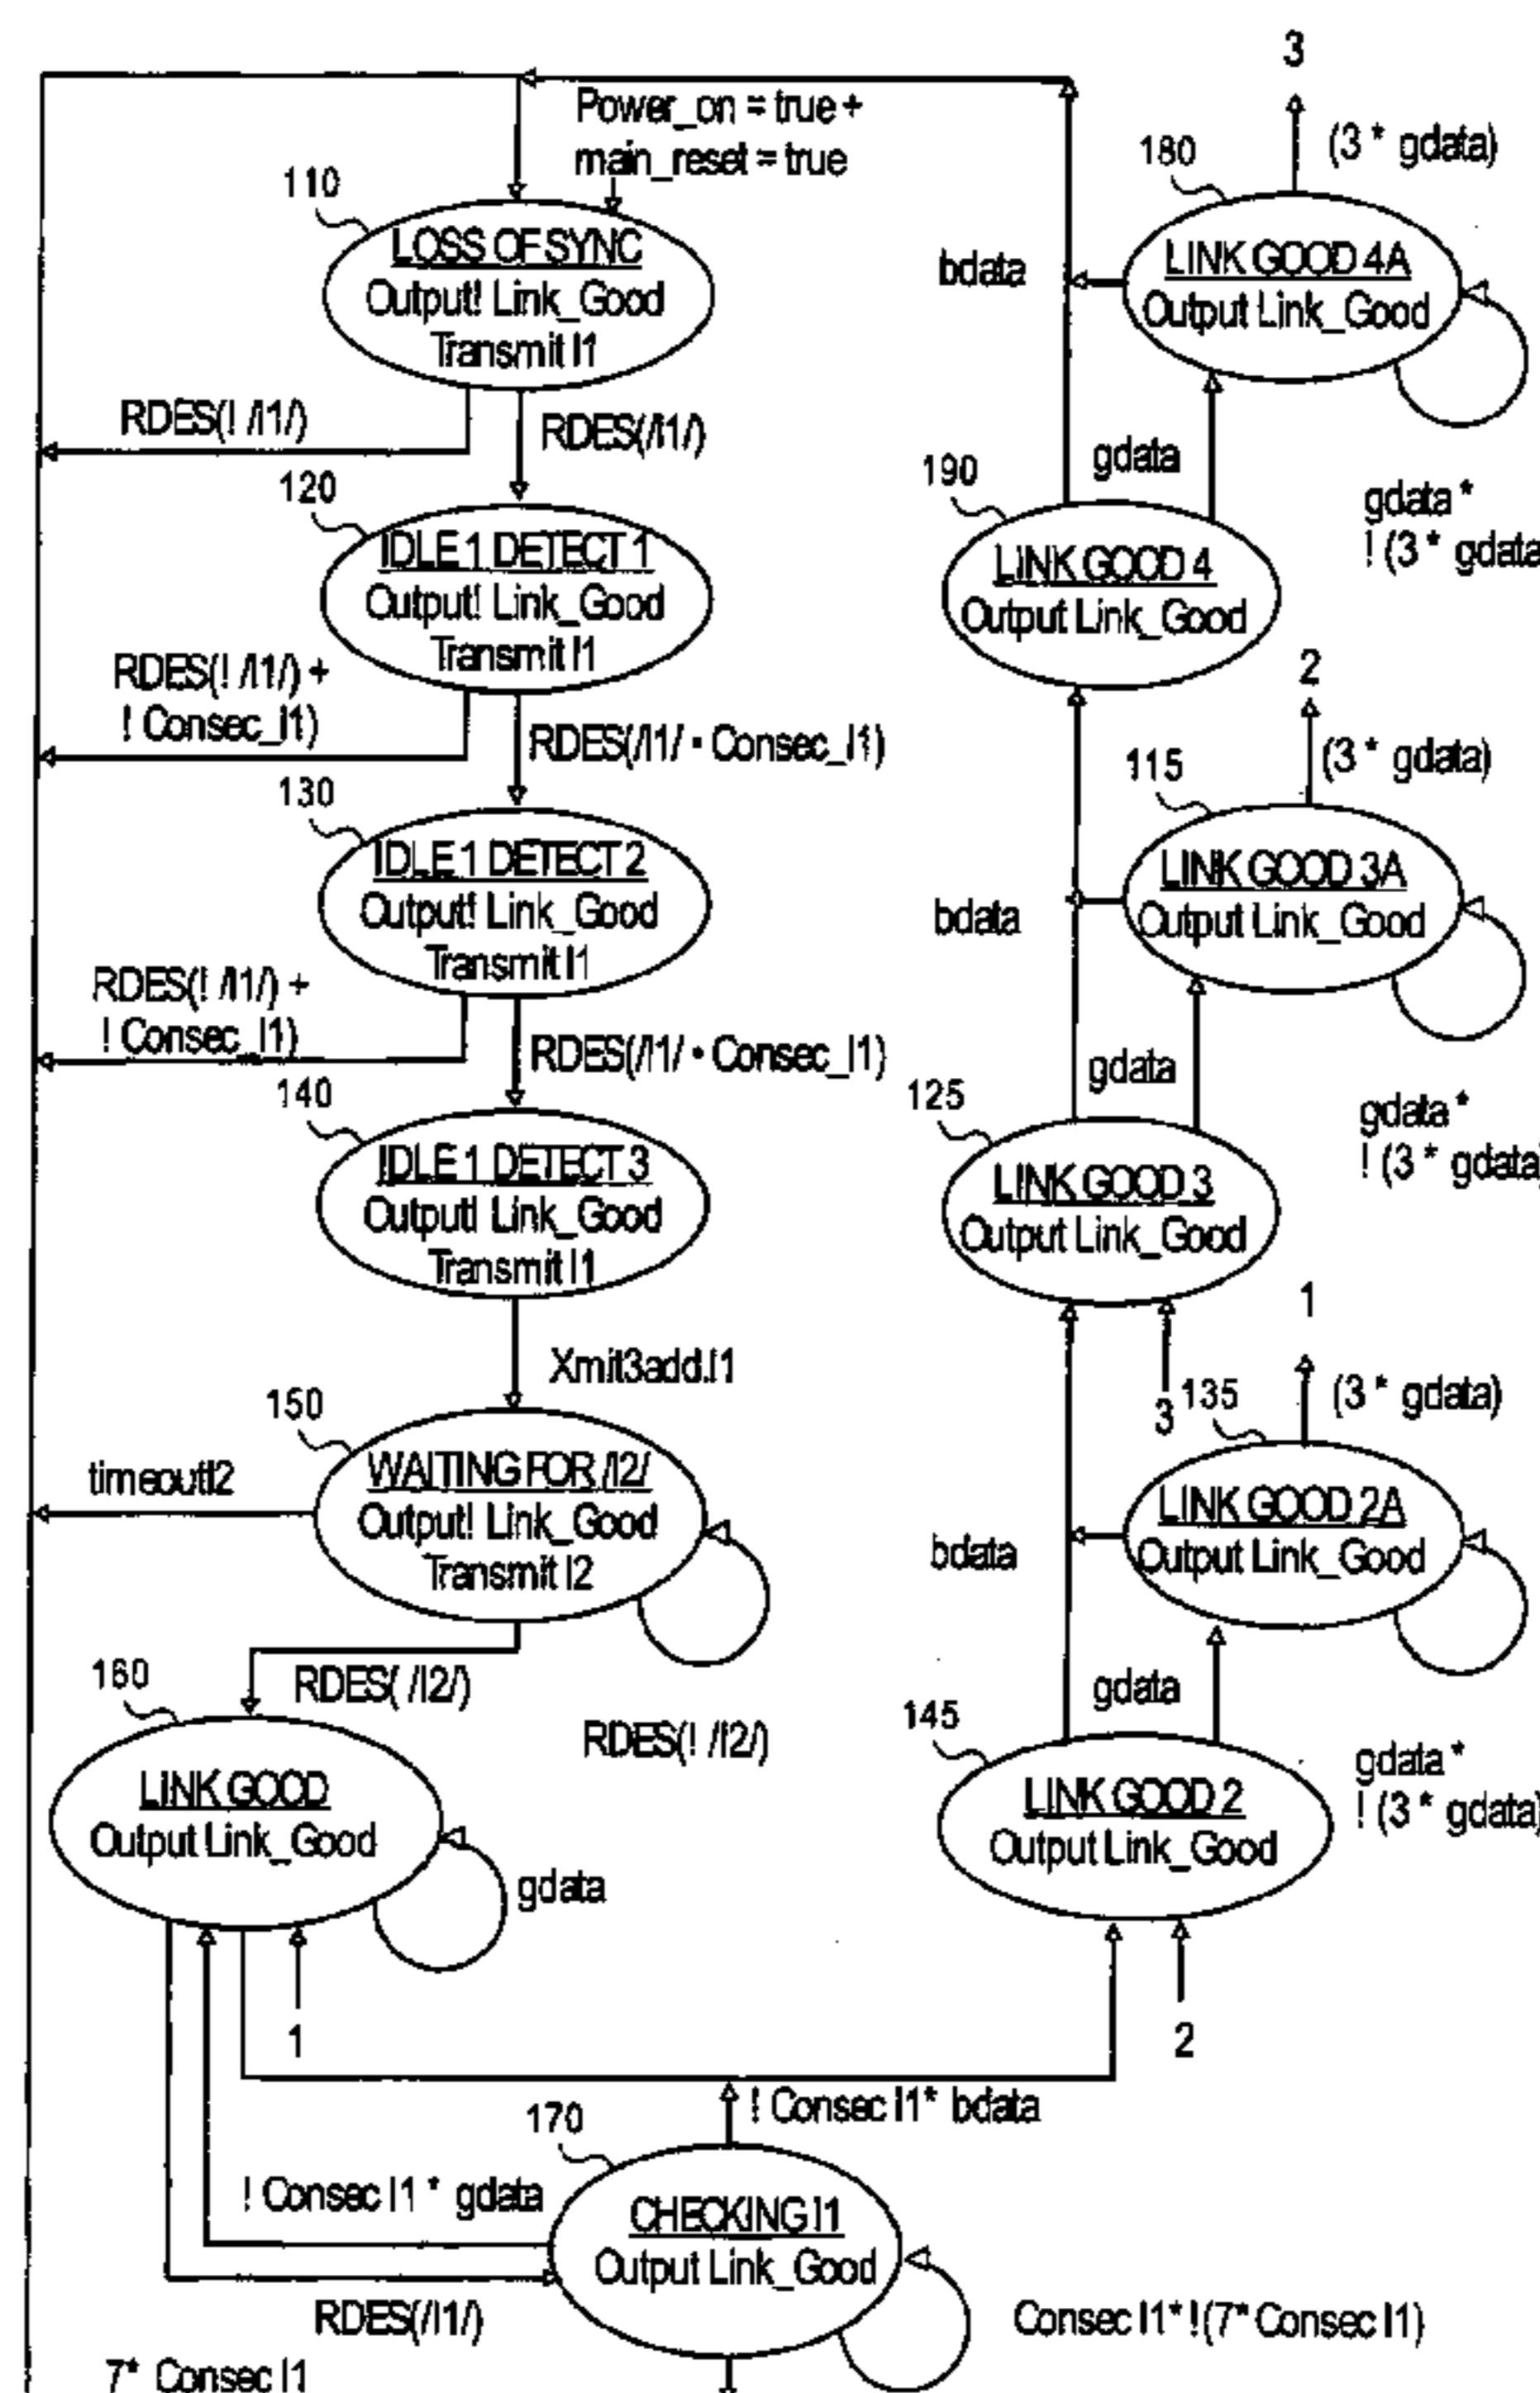 Power_on = true +
main_reset = true
110
LOSS OF SYNC
Output! Link_Good
Transmit I1
RDES(! /I1/)
RDES(/I1/)
120
IDLE 1 DETECT 1
Output! Link_Good
Transmit I1
RDES(! /I1/) +
! Consec_I1)
RDES(/I1/ • Consec_I1)
130
IDLE 1 DETECT 2
Output! Link_Good
Transmit I1
RDES(! /I1/) +
! Consec_I1)
RDES(/I1/ • Consec_I1)
140
IDLE 1 DETECT 3
Output! Link_Good
Transmit I1
Xmit3add.I1
150
WAITING FOR /I2/
Output! Link_Good
Transmit I2
timeoutI2
RDES( /I2/)
RDES(! /I2/)
160
LINK GOOD
Output Link_Good
gdata
1
! Consec I1* bdata
170
CHECKING I1
Output Link_Good
! Consec I1 * gdata
RDES(/I1/)
Consec I1* !(7* Consec I1)
7* Consec I1
3
(3 * gdata)
180
LINK GOOD 4A
Output Link_Good
bdata
gdata
gdata *
! (3 * gdata
190
LINK GOOD 4
Output Link_Good
2
(3 * gdata)
115
LINK GOOD 3A
Output Link_Good
bdata
gdata
gdata *
! (3 * gdata)
125
LINK GOOD 3
Output Link_Good
3
1
(3 * gdata)
135
LINK GOOD 2A
Output Link_Good
bdata
gdata
gdata *
! (3 * gdata)
145
LINK GOOD 2
Output Link_Good
2